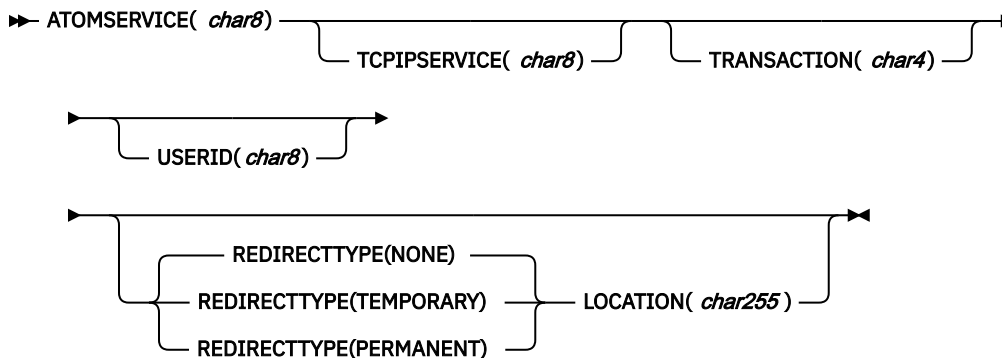 ATOMSERVICE( char8)
TCPIPSERVICE( char8)
TRANSACTION( char4)
USERID( char8)
REDIRECTTYPE(NONE)
REDIRECTTYPE(TEMPORARY)
LOCATION( char255)
REDIRECTTYPE(PERMANENT)